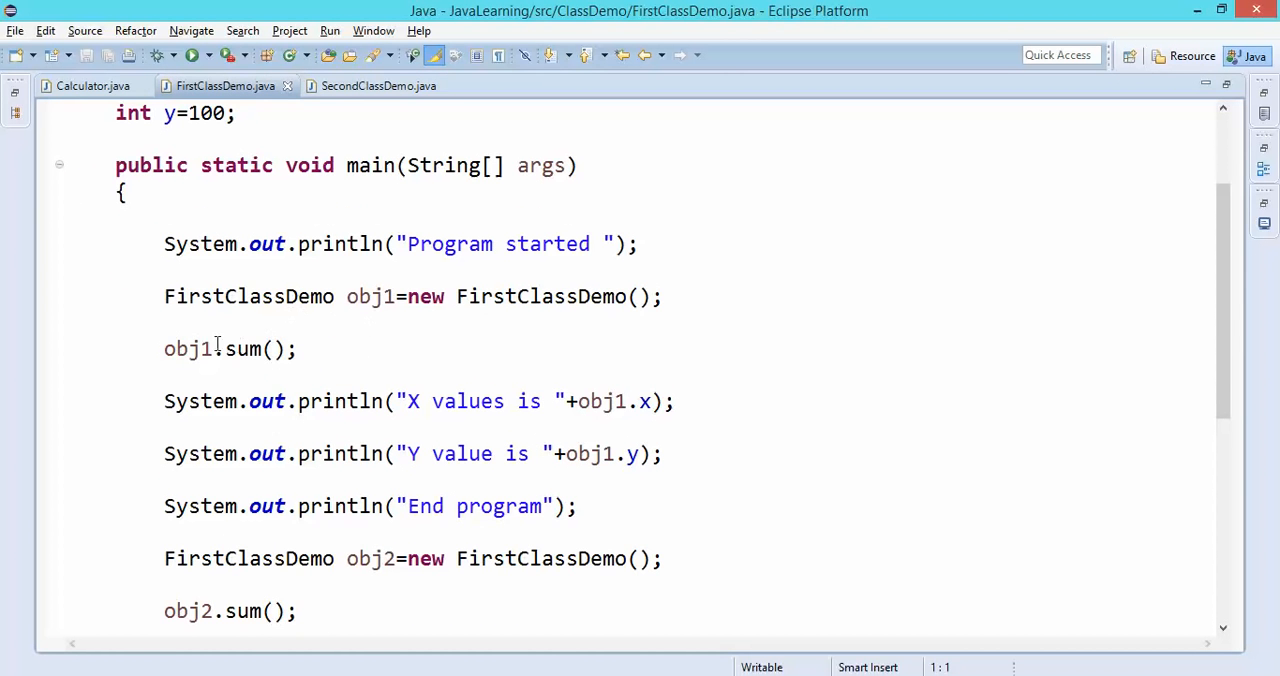 Java - JavaLearning/src/ClassDemo/FirstClassDemo.java - Eclipse Platform
File Edit Source Refactor Navigate Search Project Run Window Help
Quick Access Resource Java
Calculator.java FirstClassDemo.java SecondClassDemo.java
int y=100;
public static void main(String[] args)
{
System.out.println("Program started ");
FirstClassDemo obj1=new FirstClassDemo();
obj1.sum();
System.out.println("X values is "+obj1.x);
System.out.println("Y value is "+obj1.y);
System.out.println("End program");
FirstClassDemo obj2=new FirstClassDemo();
obj2.sum();
Writable Smart Insert 1 : 1